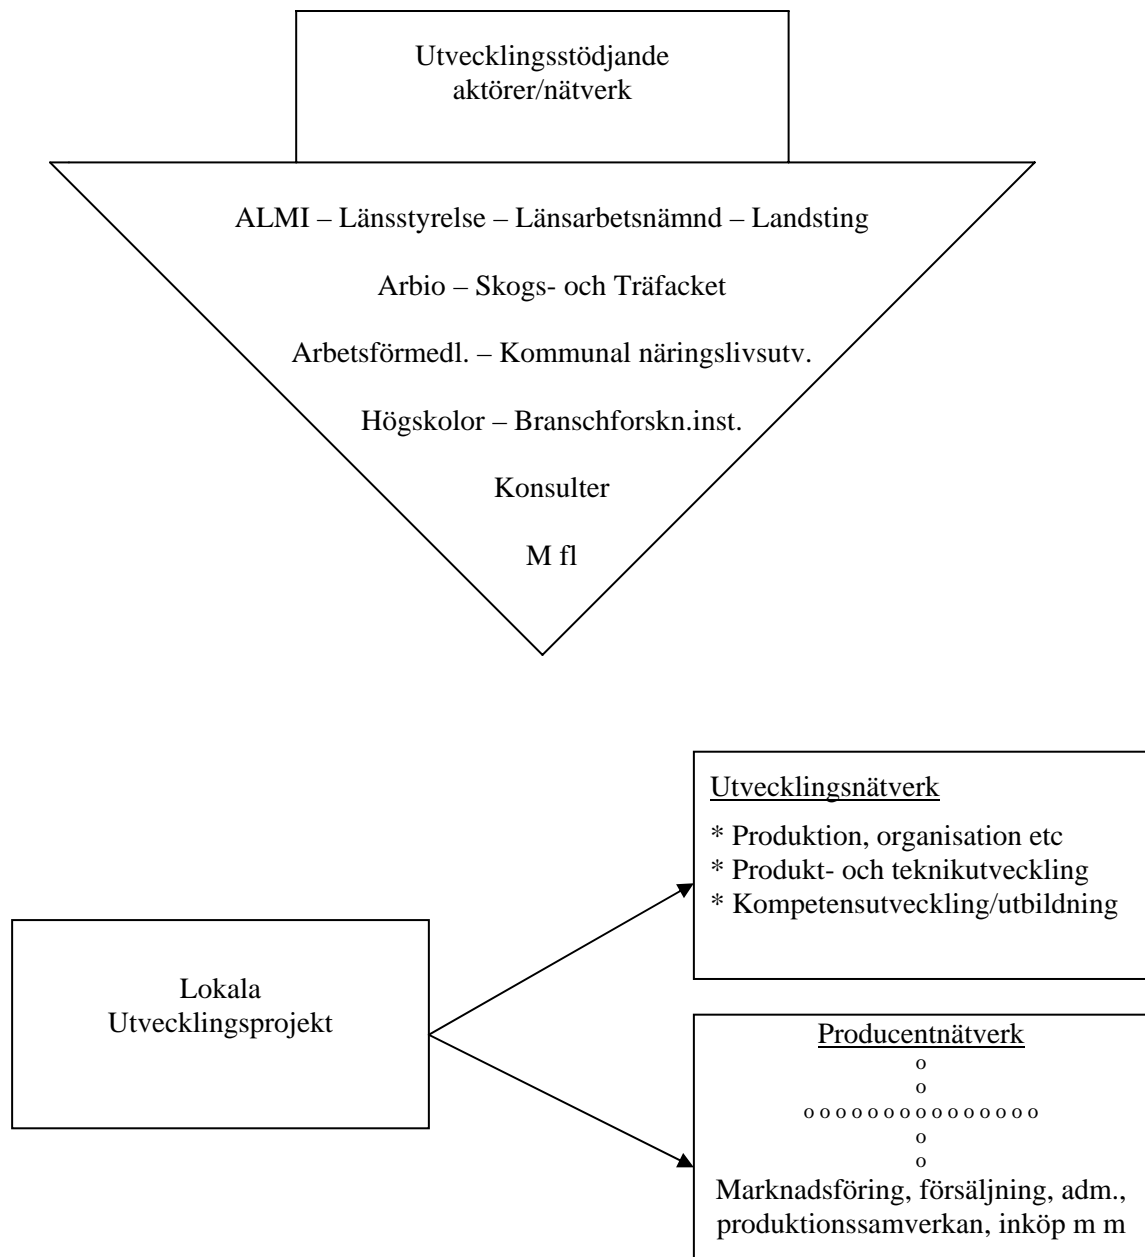 Utvecklingsstödjande
aktörer/nätverk
ALMI – Länsstyrelse – Länsarbetsnämnd – Landsting
Arbio – Skogs- och Träfacket
Arbetsförmedl. – Kommunal näringslivsutv.
Högskolor – Branschforskn.inst.
Konsulter
M fl
Utvecklingsnätverk
* Produktion, organisation etc
* Produkt- och teknikutveckling
* Kompetensutveckling/utbildning
Lokala
Utvecklingsprojekt
Producentnätverk
o
o
o o o o o o o o o o o o o o o
o
o
Marknadsföring, försäljning, adm.,
produktionssamverkan, inköp m m